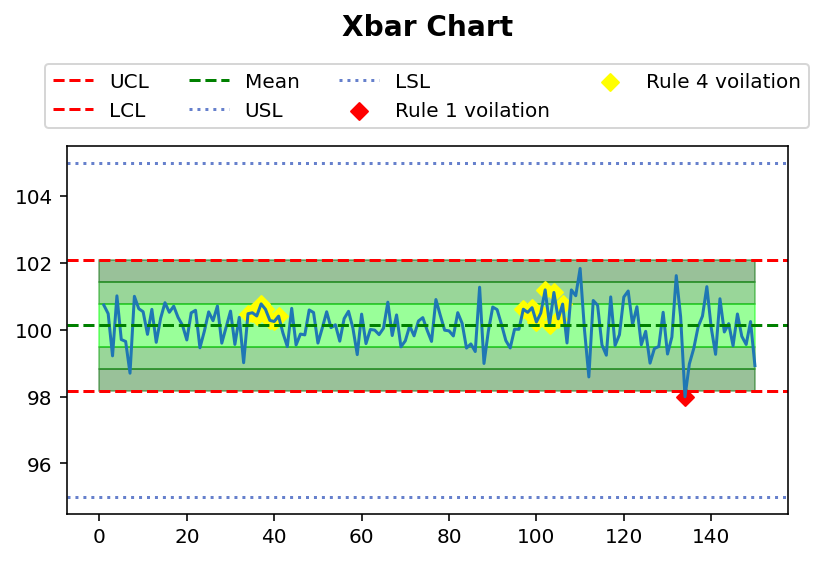 Xbar Chart
UCL Mean LSL Rule 4 voilation
LCL USL Rule 1 voilation
104
102
100
98
96
0 20 40 60 80 100 120 140